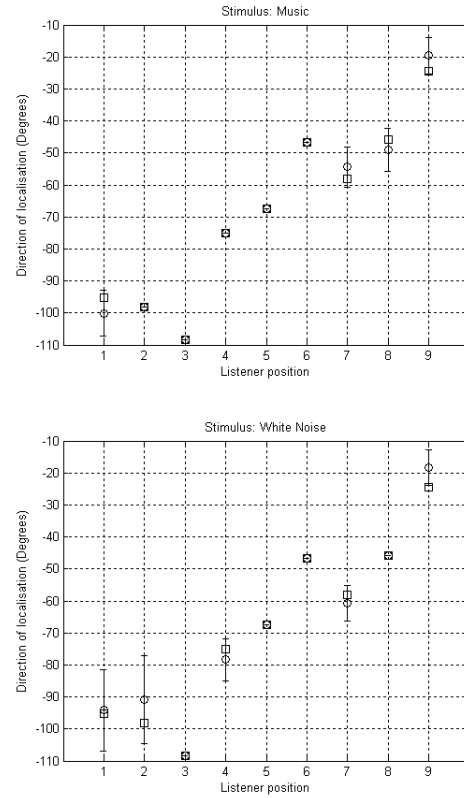 Stimulus: Music
Direction of localisation (Degrees)
-10
-20
-30
-40
-50
-60
-70
-80
-90
-100
-110
1 2 3 4 5 6 7 8 9
Listener position
Stimulus: White Noise
Direction of localisation (Degrees)
-10
-20
-30
-40
-50
-60
-70
-80
-90
-100
-110
1 2 3 4 5 6 7 8 9
Listener position